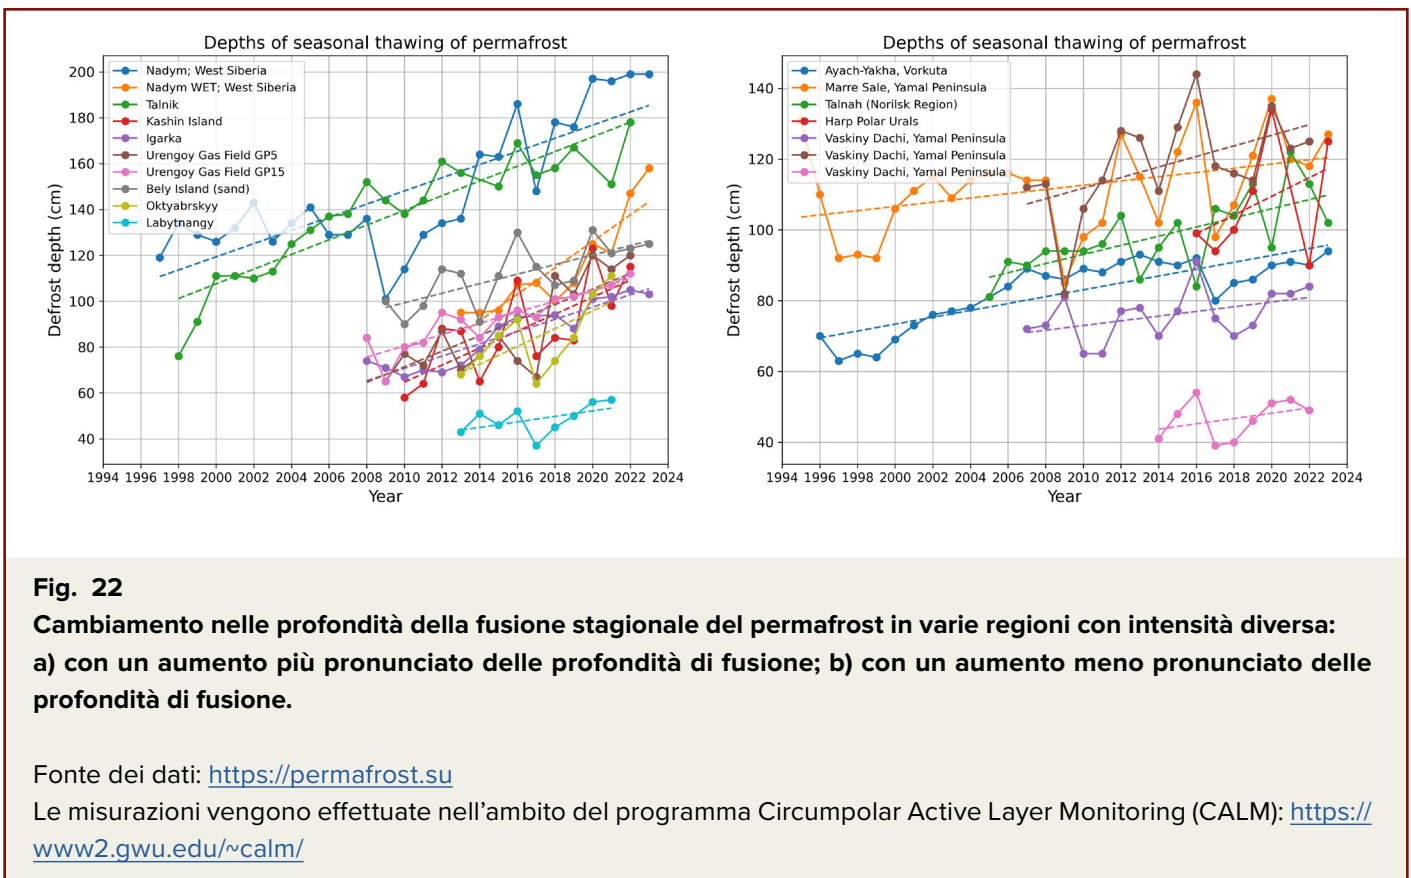 Depths of seasonal thawing of permafrost
Defrost depth (cm)
200
180
160
140
120
100
80
60
40
Nadym; West Siberia
Nadym WET; West Siberia
Talnik
Kashin Island
Igarka
Urengoy Gas Field GP5
Urengoy Gas Field GP15
Bely Island (sand)
Oktyabrskyy
Labytnangy
1994 1996 1998 2000 2002 2004 2006 2008 2010 2012 2014 2016 2018 2020 2022 2024
Year
Depths of seasonal thawing of permafrost
Defrost depth (cm)
140
120
100
80
60
40
Ayach-Yakha, Vorkuta
Marre Sale, Yamal Peninsula
Talnah (Norilsk Region)
Harp Polar Urals
Vaskiny Dachi, Yamal Peninsula
Vaskiny Dachi, Yamal Peninsula
Vaskiny Dachi, Yamal Peninsula
1994 1996 1998 2000 2002 2004 2006 2008 2010 2012 2014 2016 2018 2020 2022 2024
Year
Fig. 22
Cambiamento nelle profondità della fusione stagionale del permafrost in varie regioni con intensità diversa:
a) con un aumento più pronunciato delle profondità di fusione; b) con un aumento meno pronunciato delle
profondità di fusione.
Fonte dei dati: https://permafrost.su
Le misurazioni vengono effettuate nell'ambito del programma Circumpolar Active Layer Monitoring (CALM): https://
www2.gwu.edu/~calm/